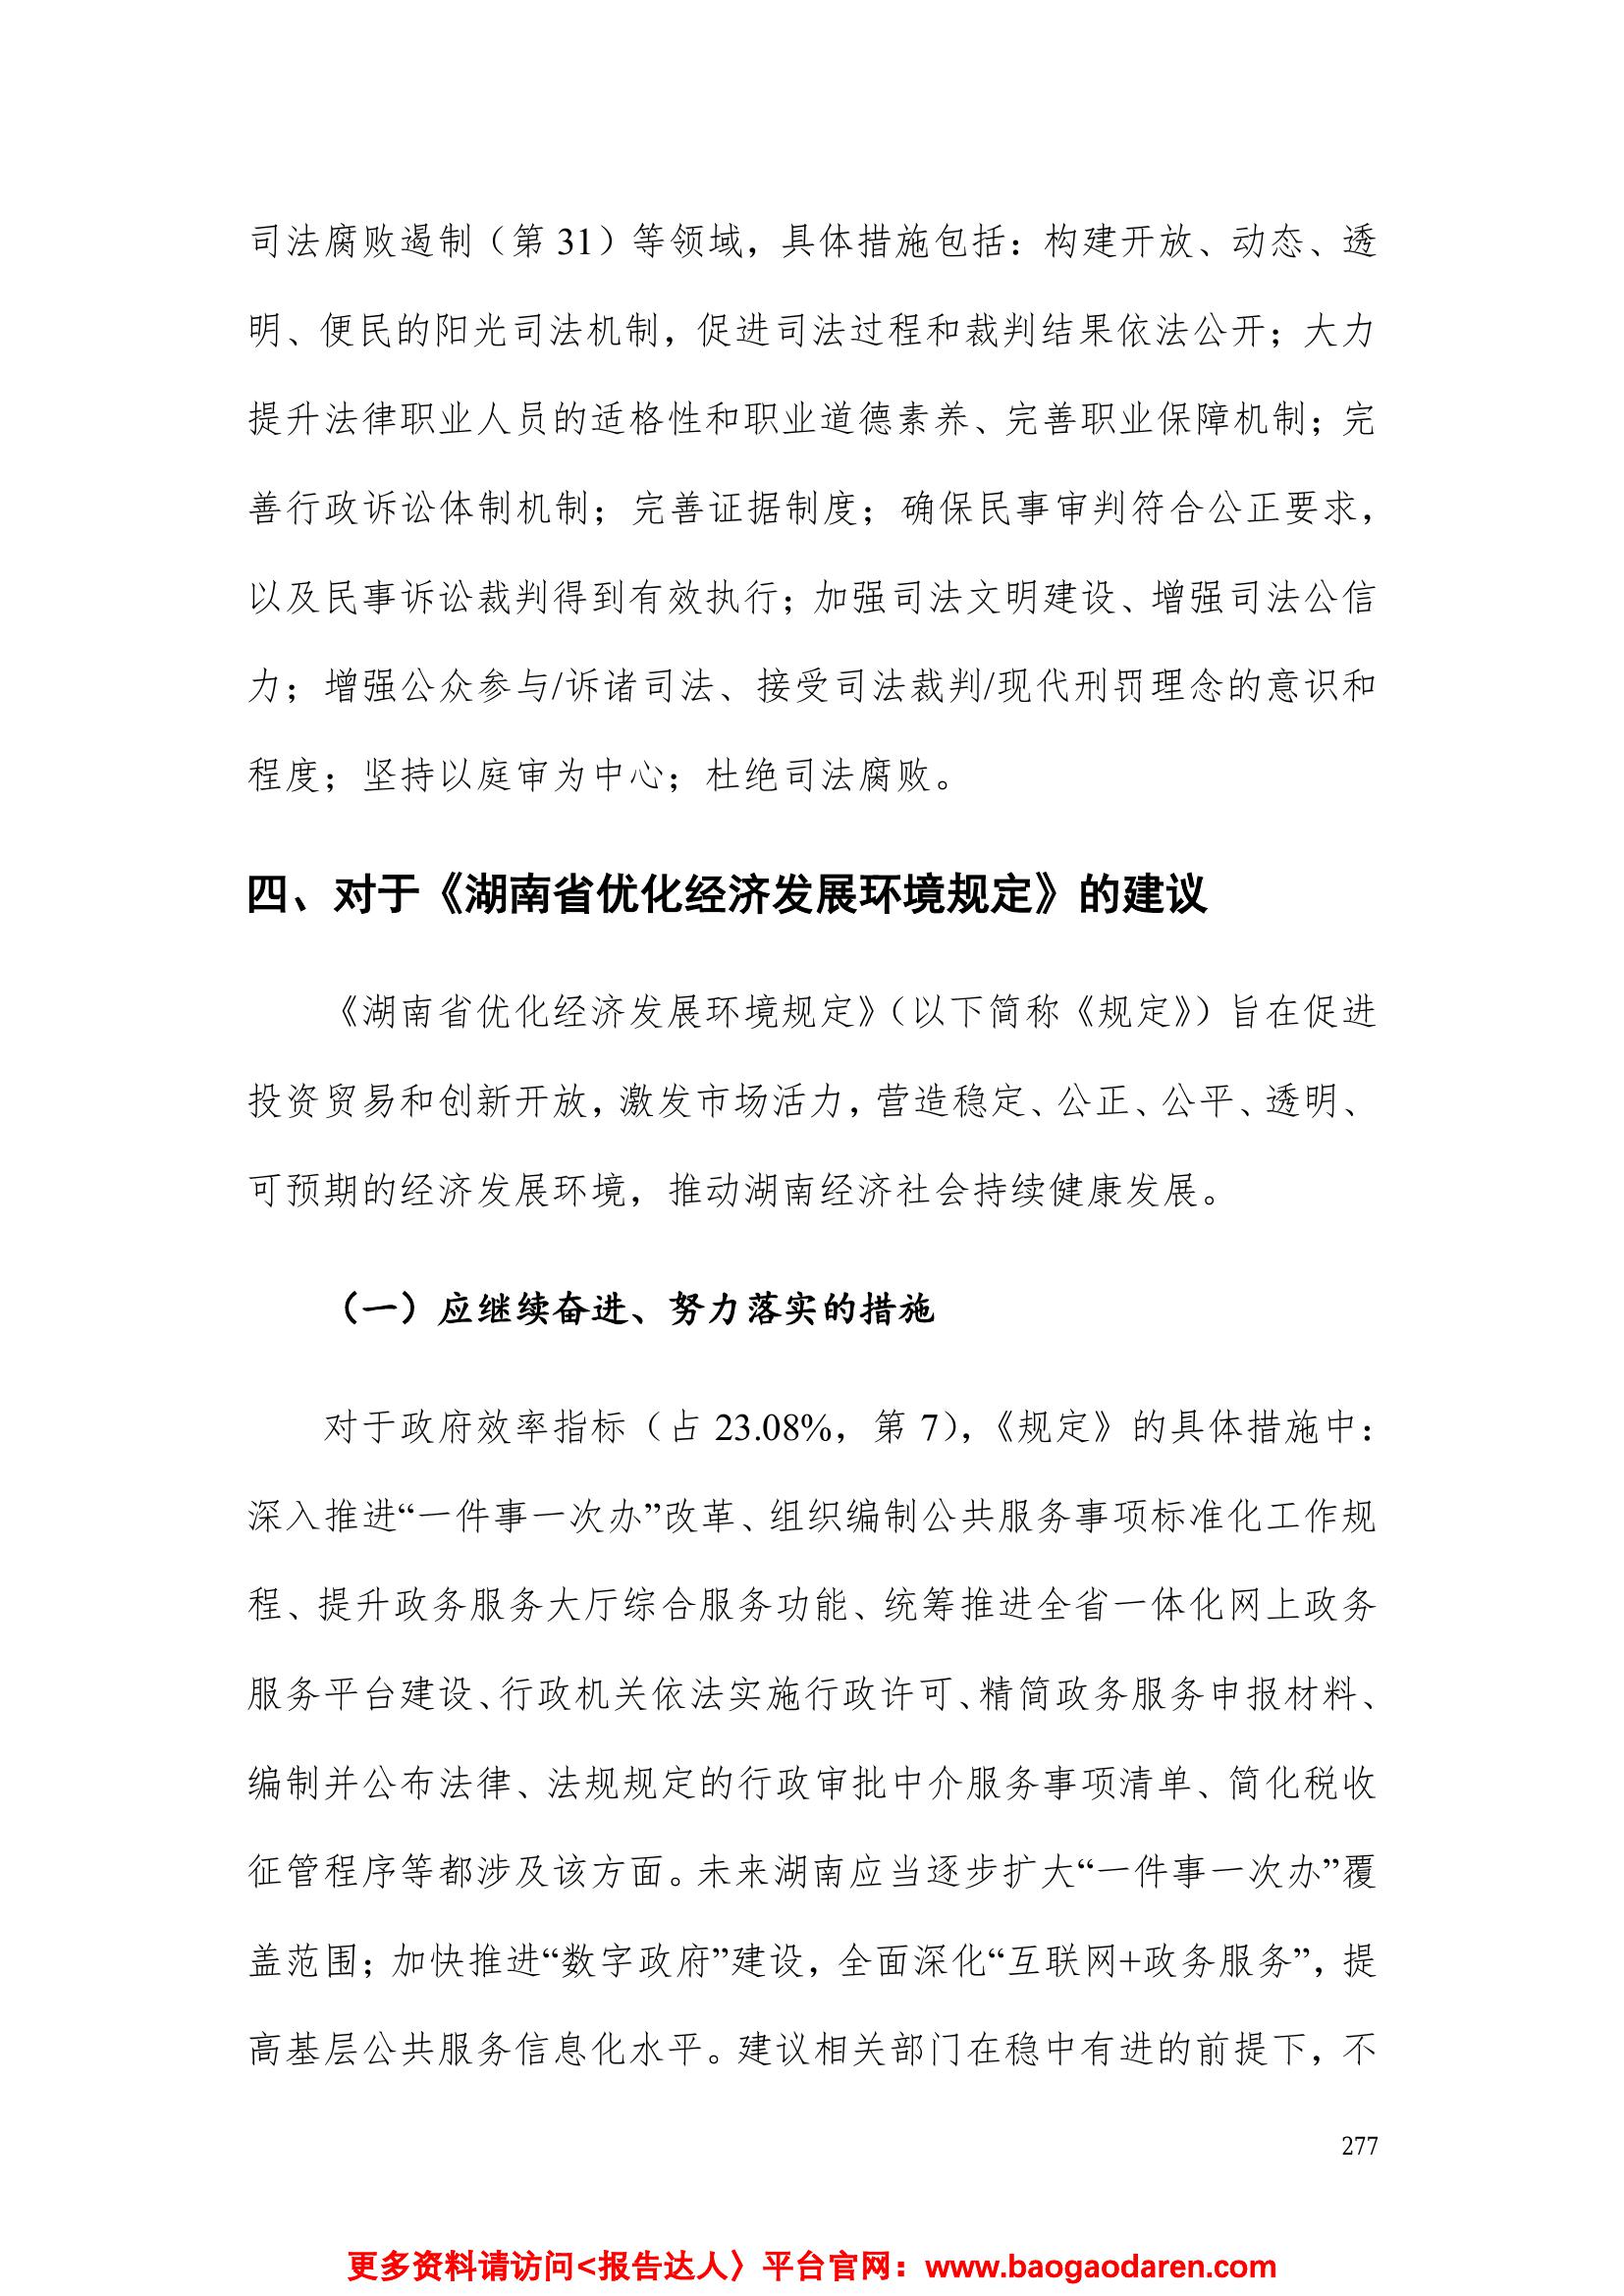 司法腐败遏制（第 31）等领域，具体措施包括：构建开放、动态、透
明、便民的阳光司法机制，促进司法过程和裁判结果依法公开；大力
提升法律职业人员的适格性和职业道德素养、完善职业保障机制；完
善行政诉讼体制机制；完善证据制度；确保民事审判符合公正要求，
以及民事诉讼裁判得到有效执行；加强司法文明建设、增强司法公信
力；增强公众参与/诉诸司法、接受司法裁判/现代刑罚理念的意识和
程度；坚持以庭审为中心；杜绝司法腐败。
四、对于《湖南省优化经济发展环境规定》的建议
《湖南省优化经济发展环境规定》（以下简称《规定》）旨在促进
投资贸易和创新开放，激发市场活力，营造稳定、公正、公平、透明、
可预期的经济发展环境，推动湖南经济社会持续健康发展。
（一）应继续奋进、努力落实的措施
对于政府效率指标（占 23.08%，第 7），《规定》的具体措施中：
深入推进“一件事一次办”改革、组织编制公共服务事项标准化工作规
程、提升政务服务大厅综合服务功能、统筹推进全省一体化网上政务
服务平台建设、行政机关依法实施行政许可、精简政务服务申报材料、
编制并公布法律、法规规定的行政审批中介服务事项清单、简化税收
征管程序等都涉及该方面。未来湖南应当逐步扩大“一件事一次办”覆
盖范围；加快推进“数字政府”建设，全面深化“互联网+政务服务”，提
高基层公共服务信息化水平。建议相关部门在稳中有进的前提下，不
277
更多资料请访问<报告达人〉平台官网：www.baogaodaren.com